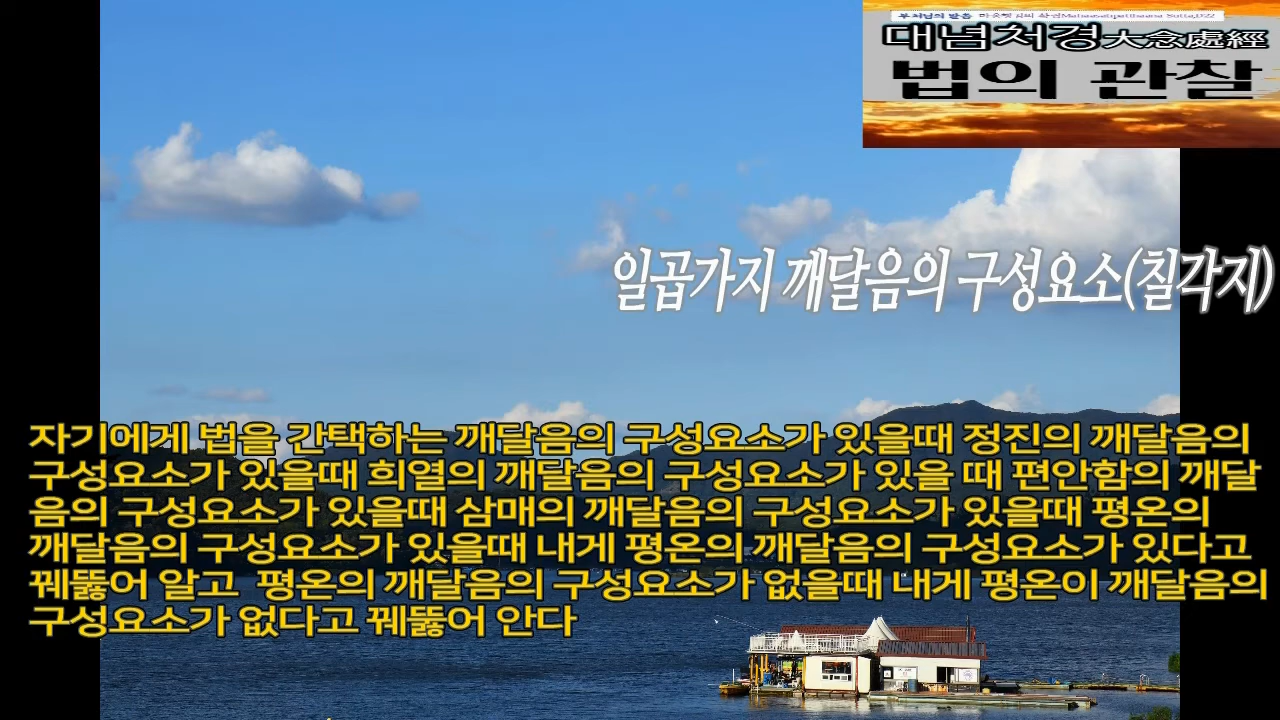 부처님의 말씀
대념처경大念處經
법의 관찰
일곱가지 깨달음의 구성요소(칠각지)
자기에게 법을 간택하는 깨달음의 구성요소가 있을때 정진의 깨달음의
구성요소가 있을때 희열의 깨달음의 구성요소가 있을 때 편안함의 깨달
음의 구성요소가 있을때 삼매의 깨달음의 구성요소가 있을때 평온의
깨달음의 구성요소가 있을때 내게 평온의 깨달음의 구성요소가 있다고
꿰뚫어 알고 평온의 깨달음의 구성요소가 없을때 내게 평온이 깨달음의
구성요소가 없다고 꿰뚫어 안다